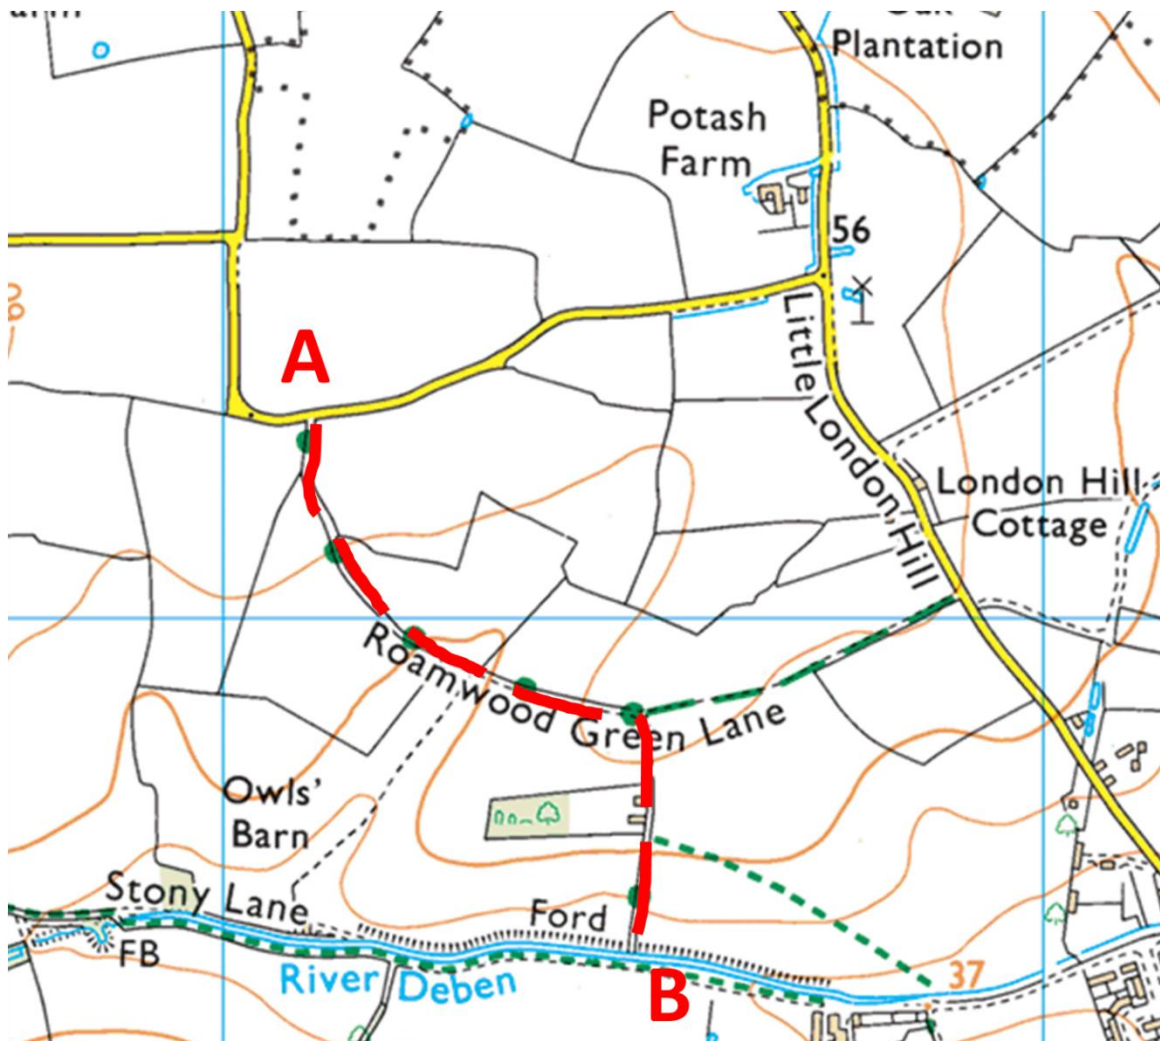 Plantation
Potash
Farm
56
A
Little London Hill
London Hill
Cottage
Roamwood Green Lane
Owls'
Barn
Stony Lane
Ford
FB
River Deben
37
B